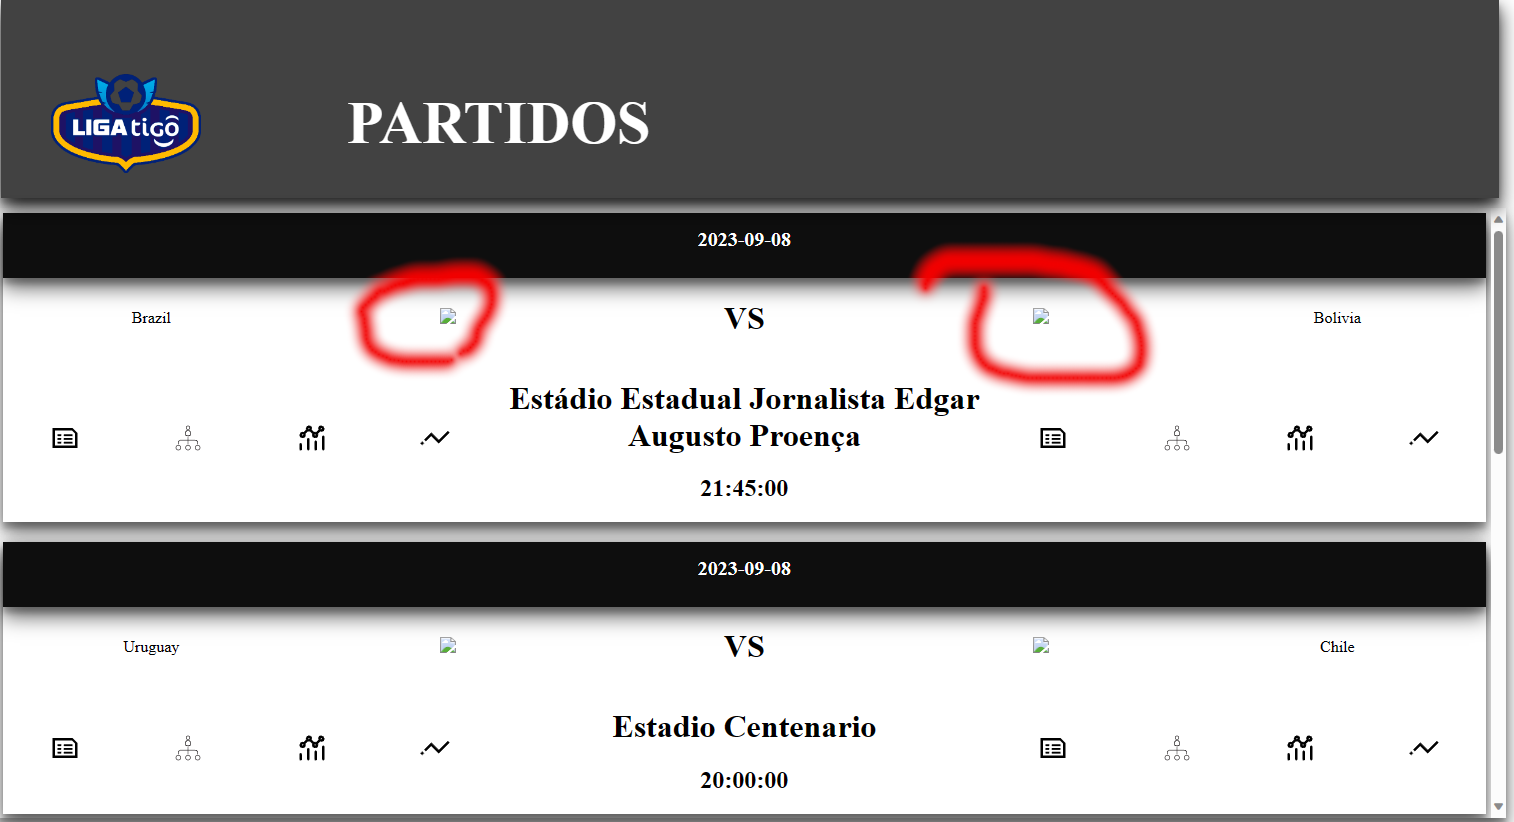 LIGA tigô
PARTIDOS
2023-09-08
Brazil VS Bolivia
Estádio Estadual Jornalista Edgar
Augusto Proença
21:45:00
2023-09-08
Uruguay VS Chile
Estadio Centenario
20:00:00